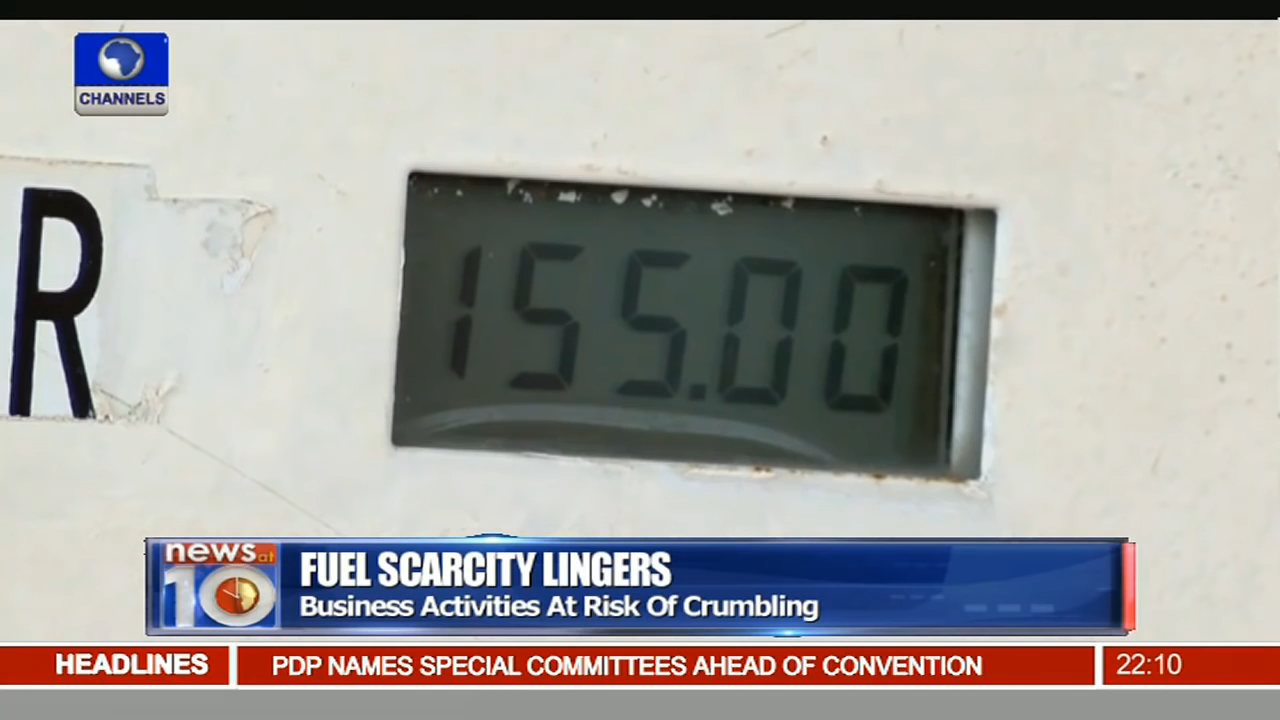 CHANNELS
R
155.00
news at
10
FUEL SCARCITY LINGERS
Business Activities At Risk Of Crumbling
HEADLINES
PDP NAMES SPECIAL COMMITTEES AHEAD OF CONVENTION
22:10